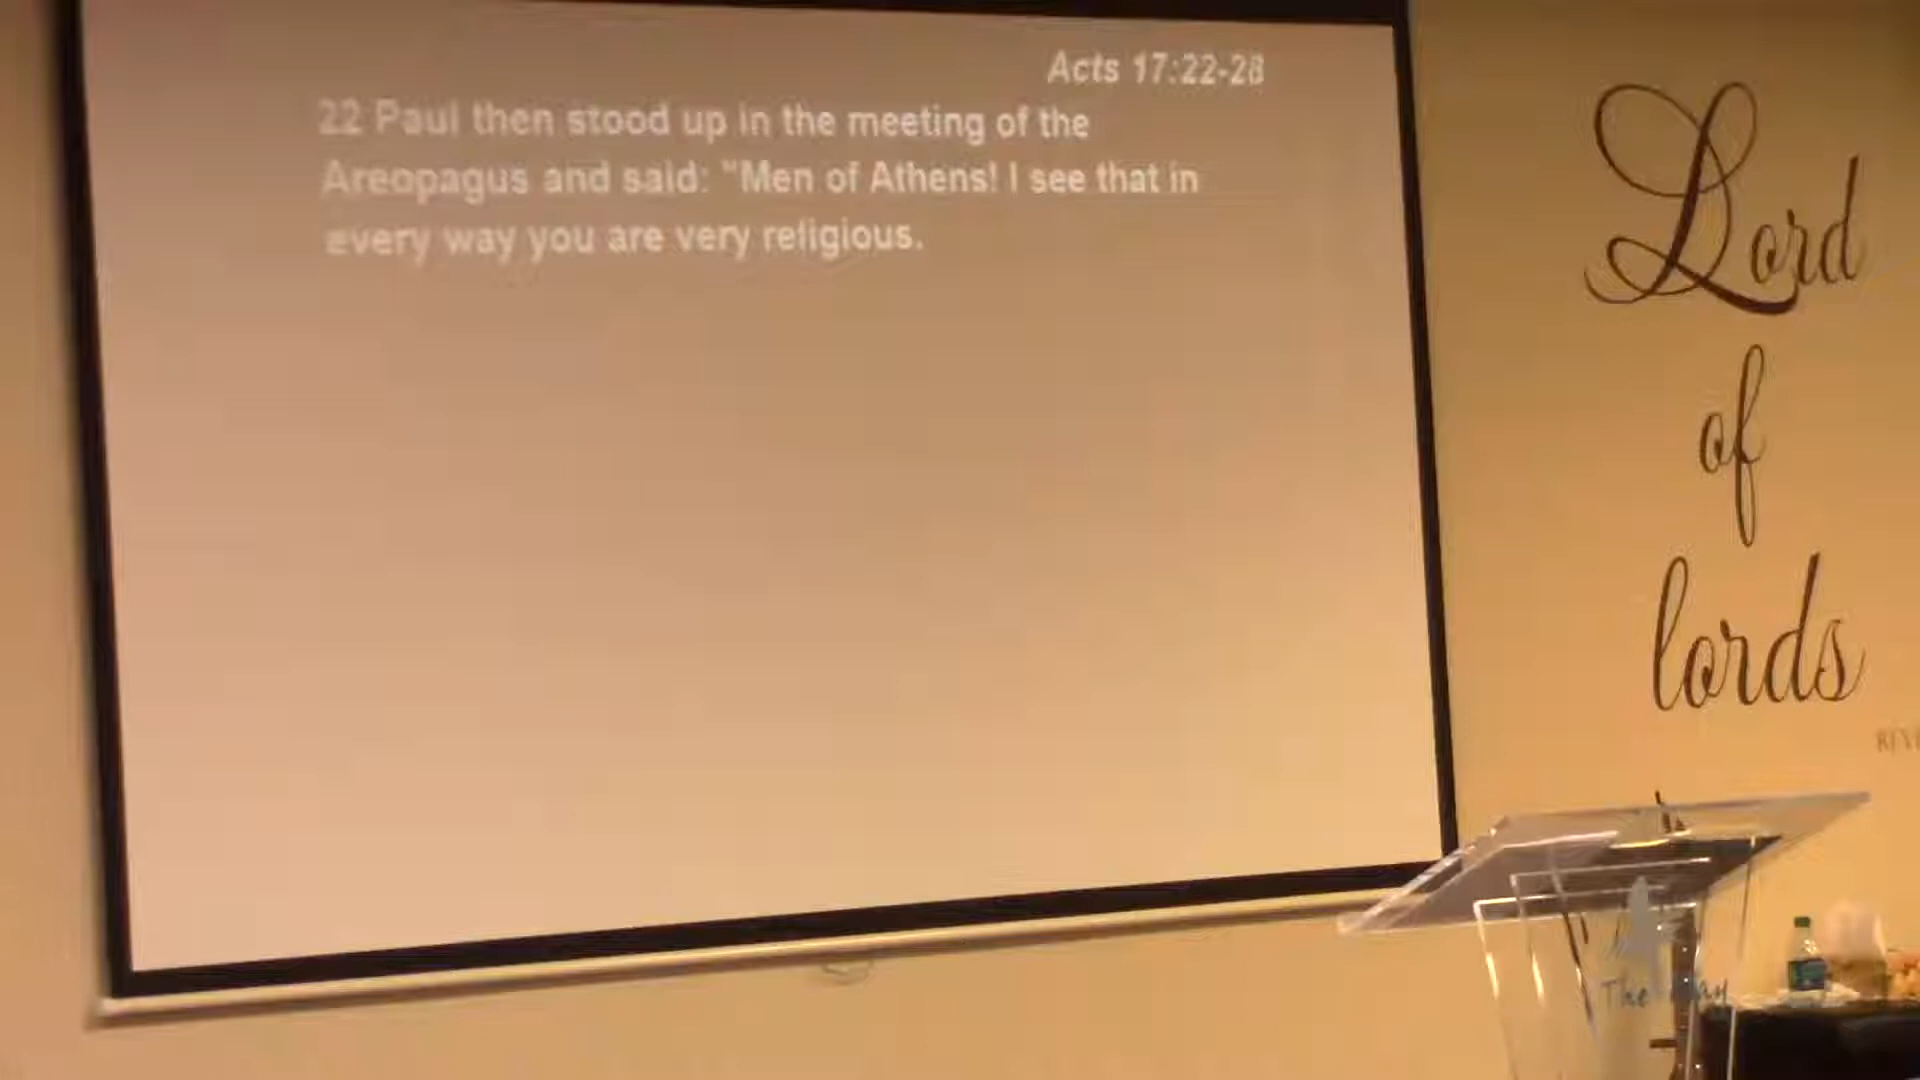 Acts 17:22-28
22 Paul then stood up in the meeting of the
Areopagus and said: "Men of Athens! I see that in
every way you are very religious.
Lord
of
lords
The Way